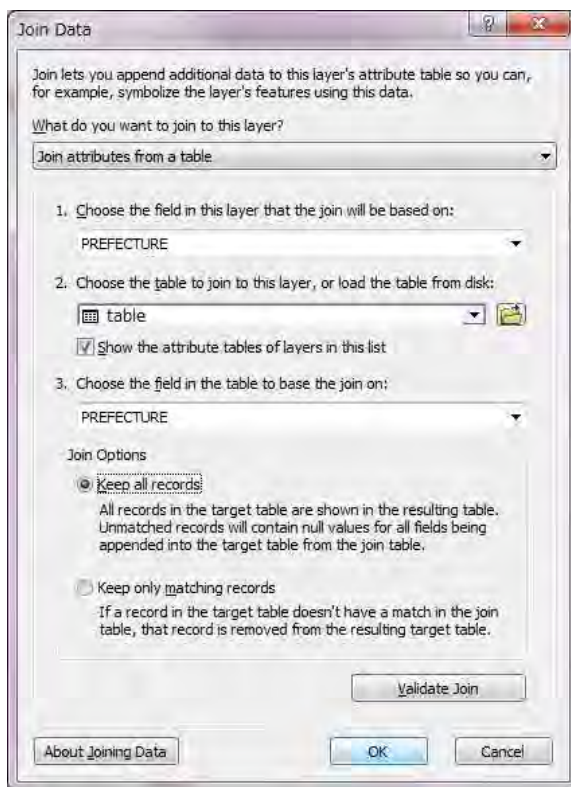 Join Data
Join lets you append additional data to this layer's attribute table so you can,
for example, symbolize the layer's features using this data.
What do you want to join to this layer?
Join attributes from a table
1. Choose the field in this layer that the join will be based on:
PREFECTURE
2. Choose the table to join to this layer, or load the table from disk:
table
Show the attribute tables of layers in this list
3. Choose the field in the table to base the join on:
PREFECTURE
Join Options
Keep all records
All records in the target table are shown in the resulting table.
Unmatched records will contain null values for all fields being
appended into the target table from the join table.
Keep only matching records
If a record in the target table doesn't have a match in the join
table, that record is removed from the resulting target table.
Validate Join
About Joining Data
OK
Cancel